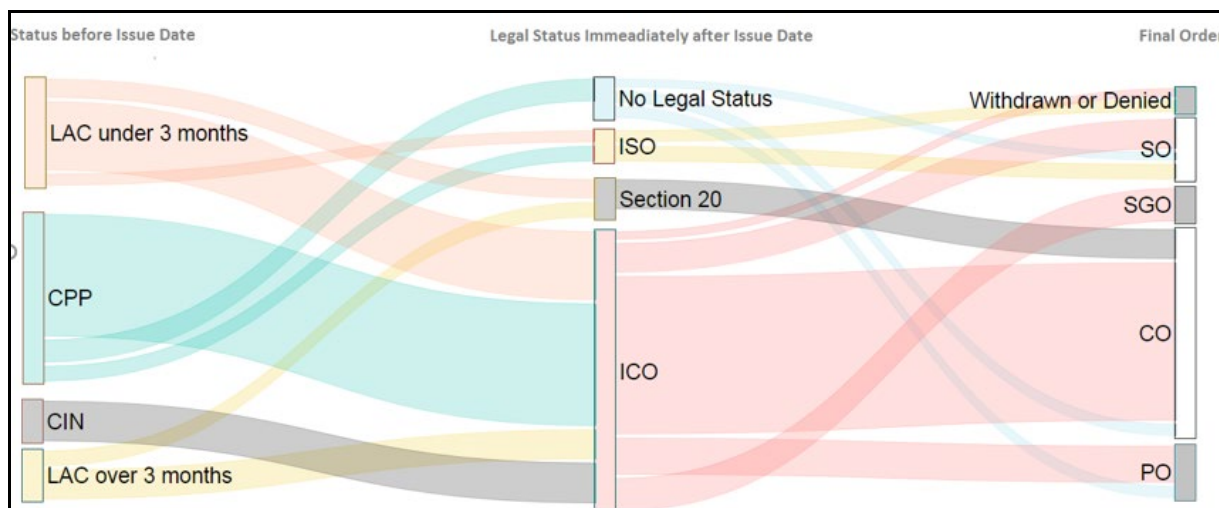 Status before Issue Date
Legal Status Immeadiately after Issue Date
Final Order
LAC under 3 months
CPP
CIN
LAC over 3 months
No Legal Status
ISO
Section 20
ICO
Withdrawn or Denied
SO
SGO
CO
PO